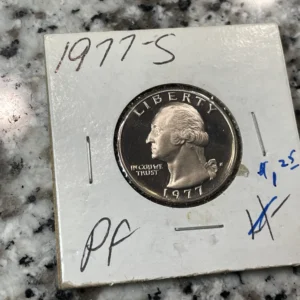 1977-S
LIBERTY
IN GOD WE
TRUST
1977
$1.25
PF